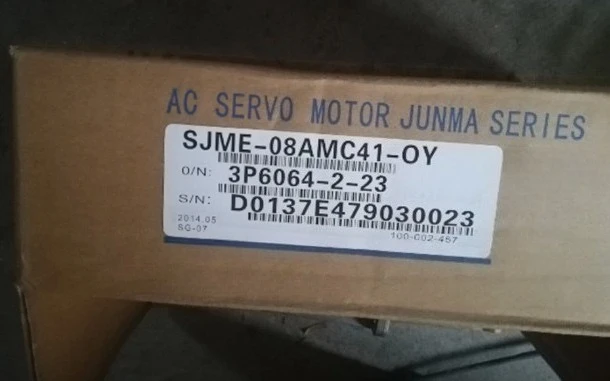 AC SERVO MOTOR JUNMA SERIES
SJME-08AMC41-OY
O/N: 3P6064-2-23
S/N: D0137E479030023
2014.05
SG-07
100-002-457